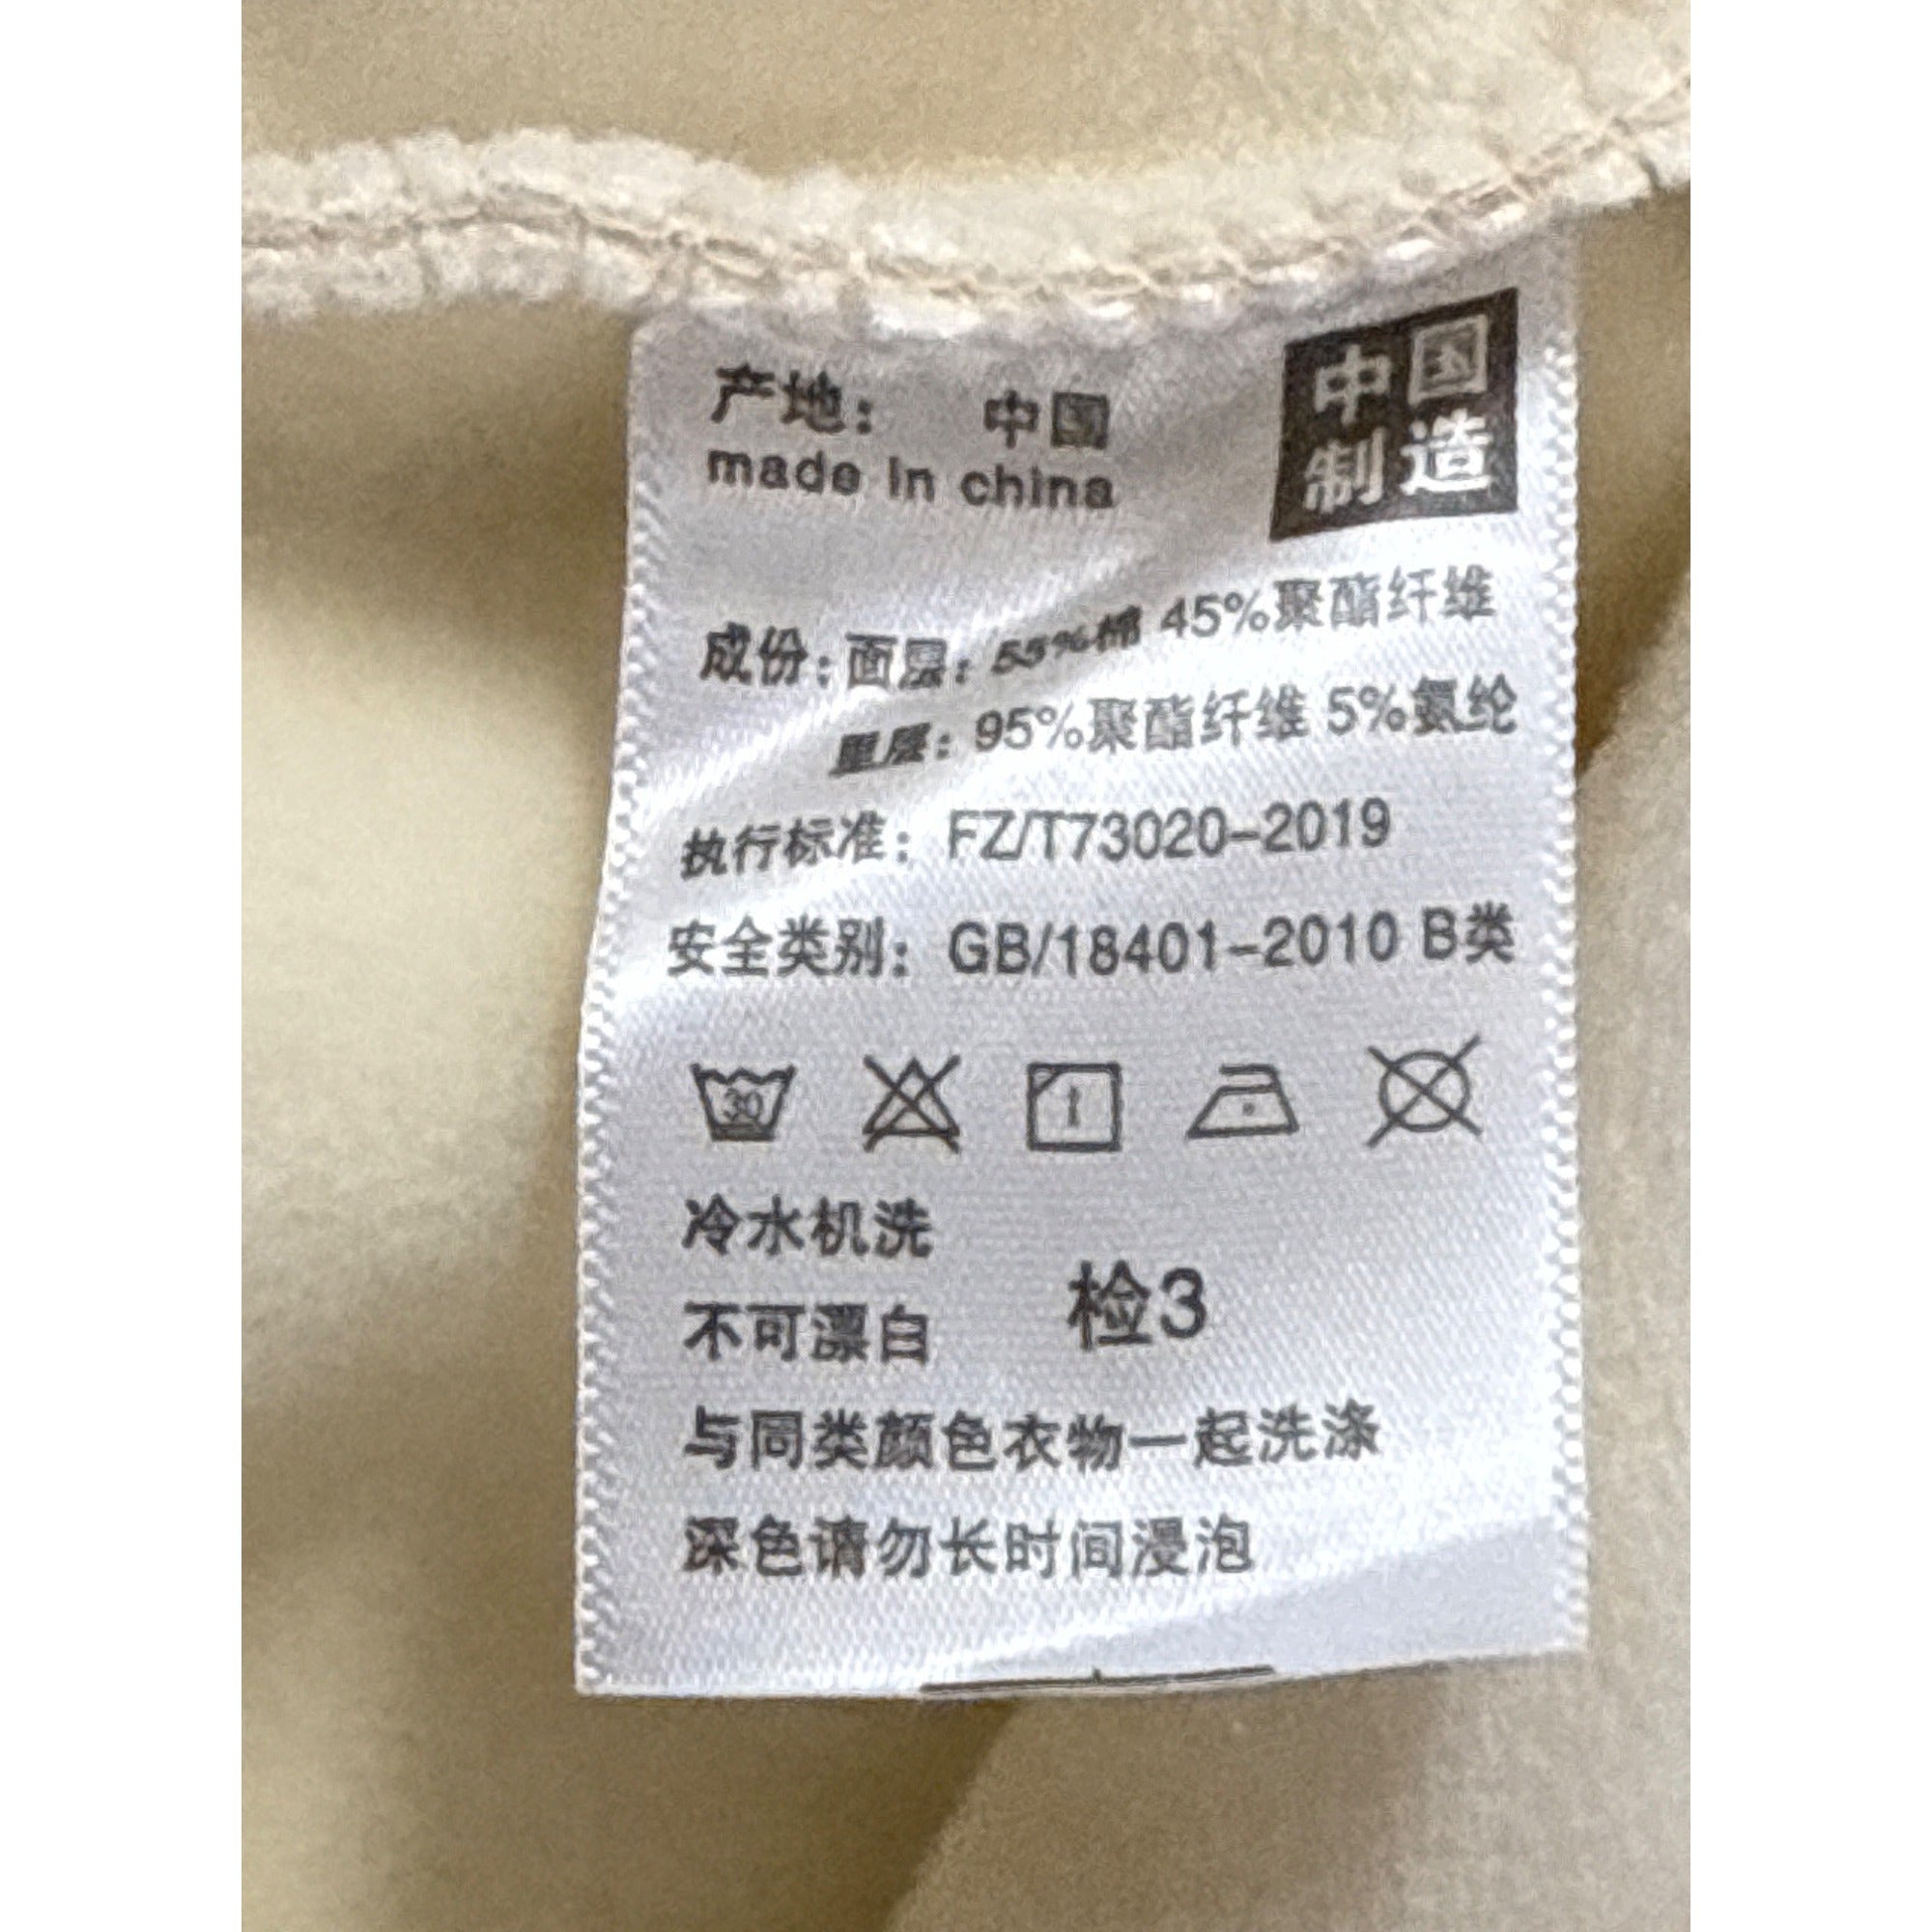 产地： 中国
made in china
中国
制造
成份：面层：55%棉 45%聚酯纤维
里层：95%聚酯纤维 5%氨纶
执行标准：FZ/T73020-2019
安全类别：GB/18401-2010 B类
30
冷水机洗
不可漂白
检3
与同类颜色衣物一起洗涤
深色请勿长时间浸泡